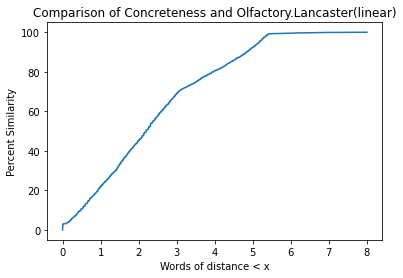 Comparison of Concreteness and Olfactory.Lancaster(linear)
100
80
60
40
20
0
Percent Similarity
0 1 2 3 4 5 6 7 8
Words of distance < x